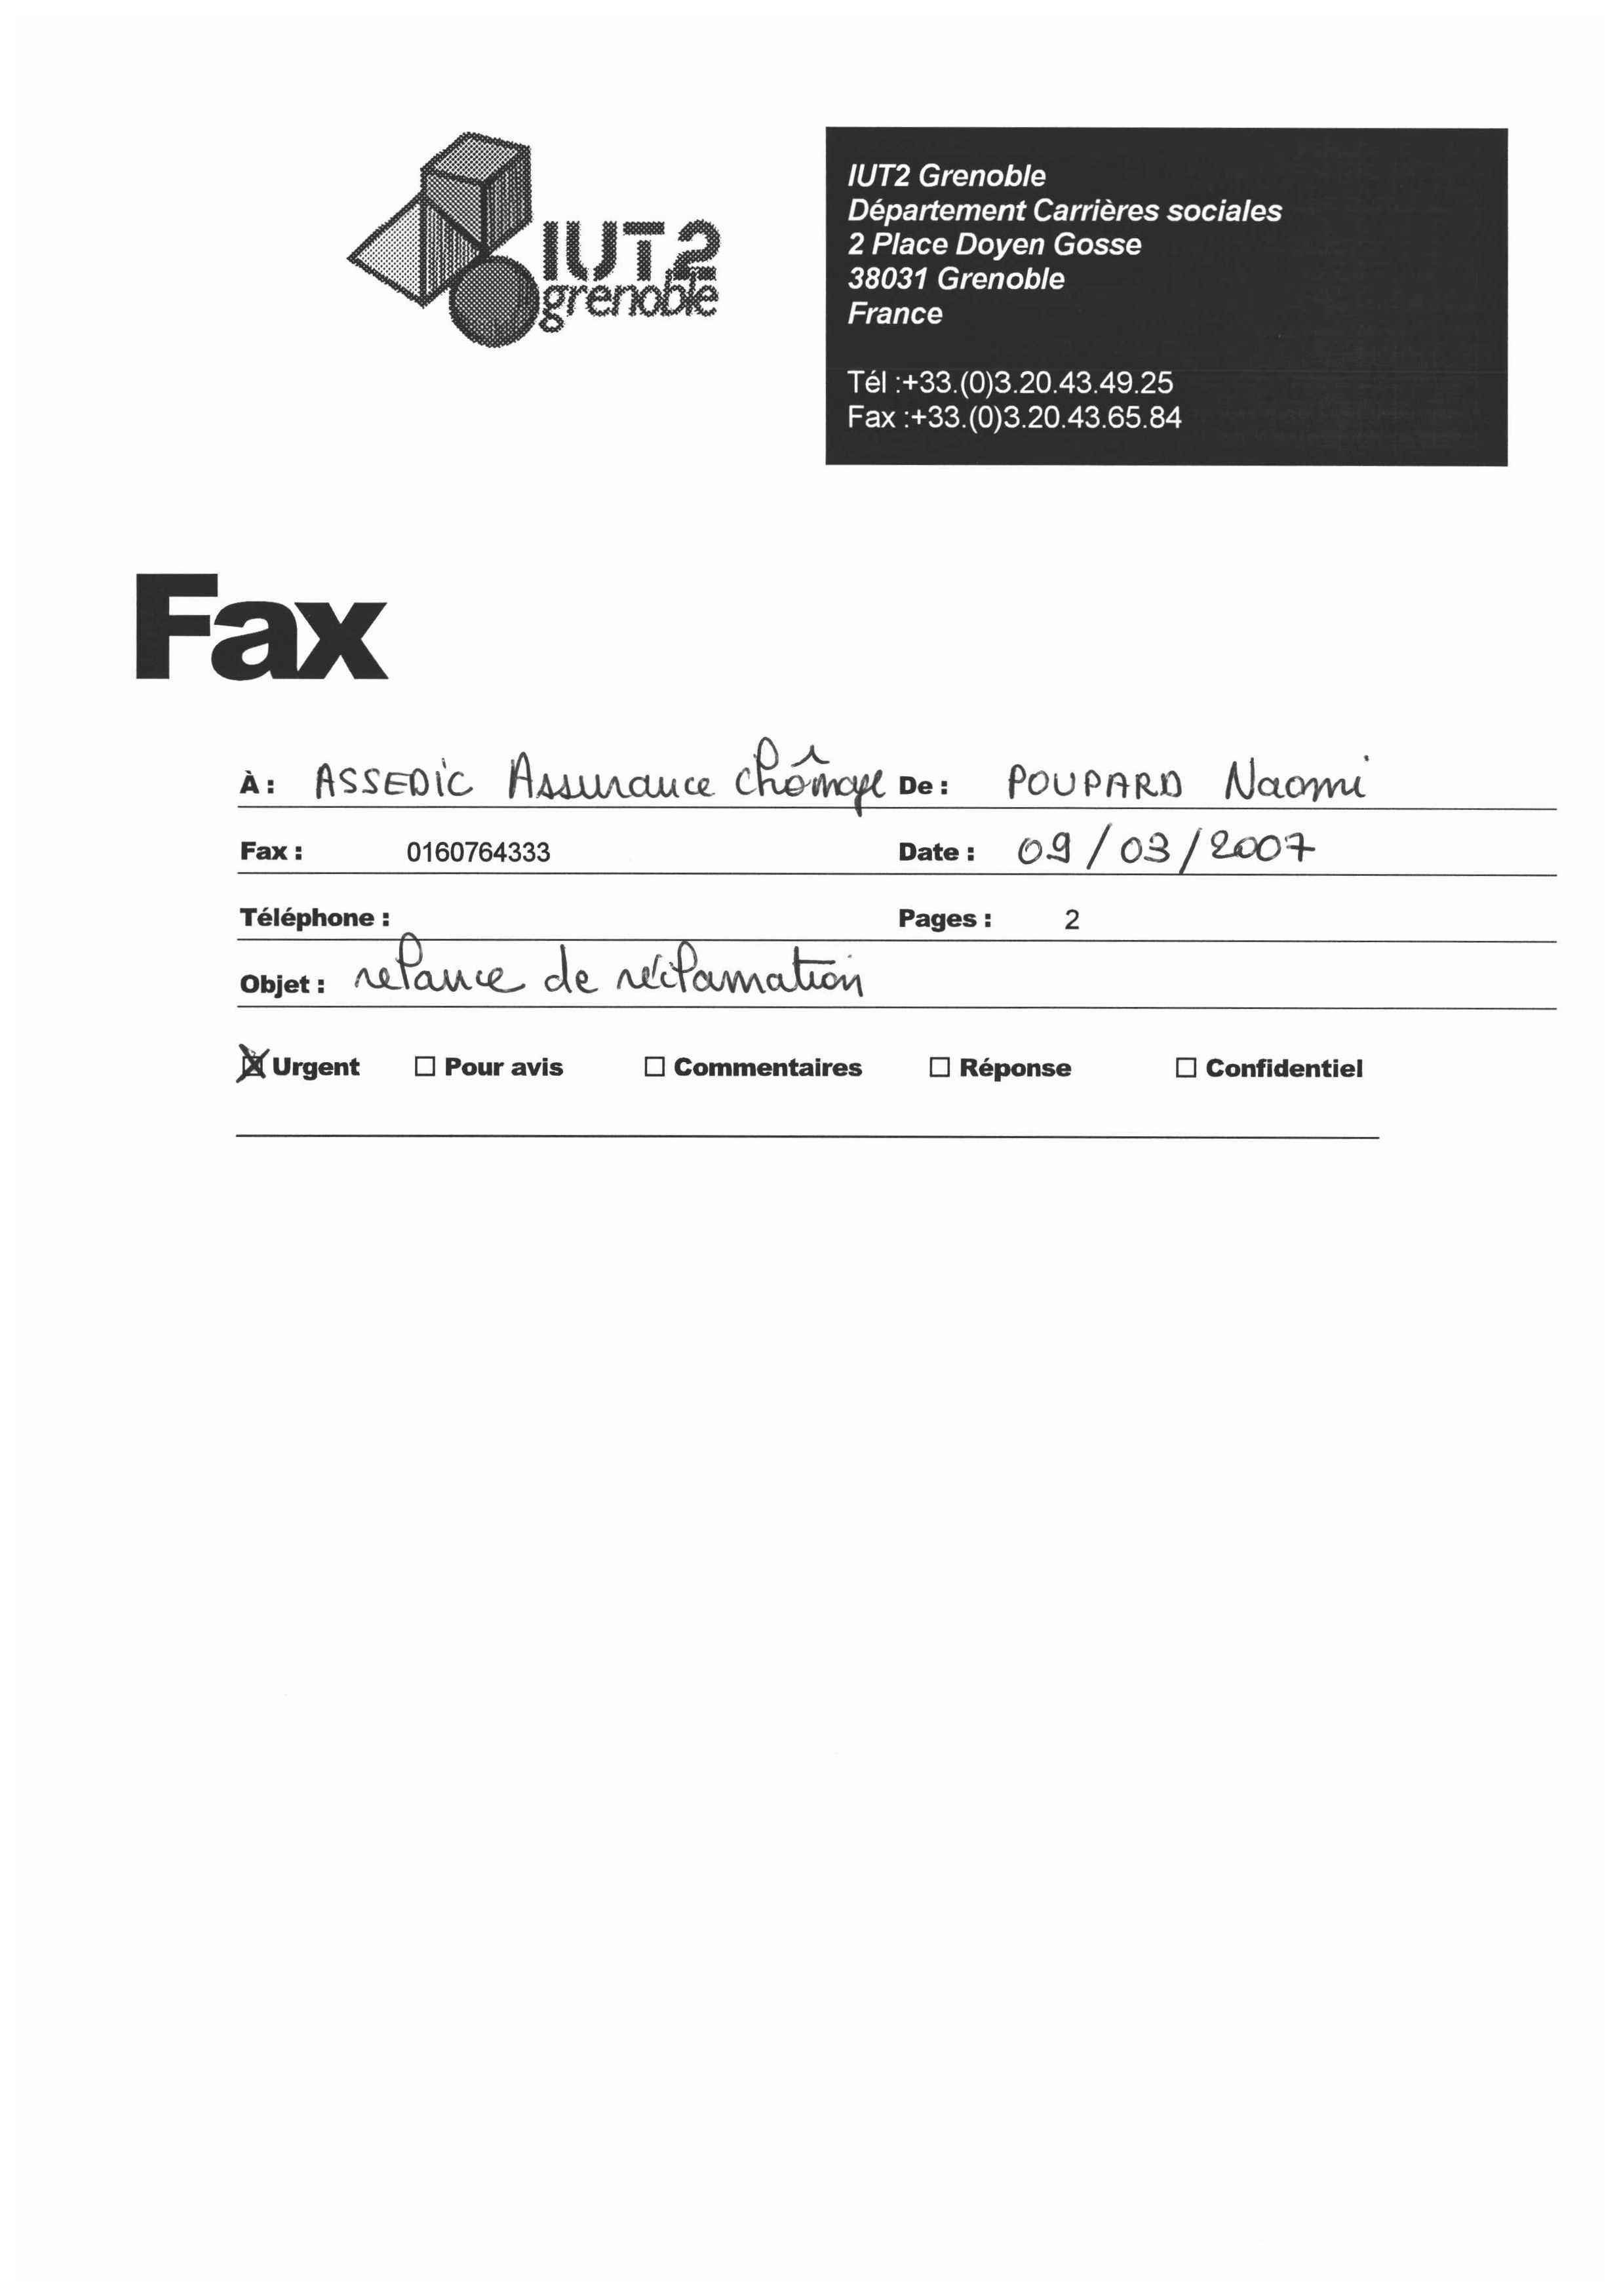 IUT2
grenoble
IUT2 Grenoble
Département Carrières sociales
2 Place Doyen Gosse
38031 Grenoble
France
Tél :+33.(0)3.20.43.49.25
Fax :+33.(0)3.20.43.65.84
Fax
À : ASSEDIC Assurance chômage De : POUPARD Naomi
Fax : 0160764333 Date : 09/03/2007
Téléphone : Pages : 2
Objet : relance de réclamation
Urgent Pour avis Commentaires Réponse Confidentiel